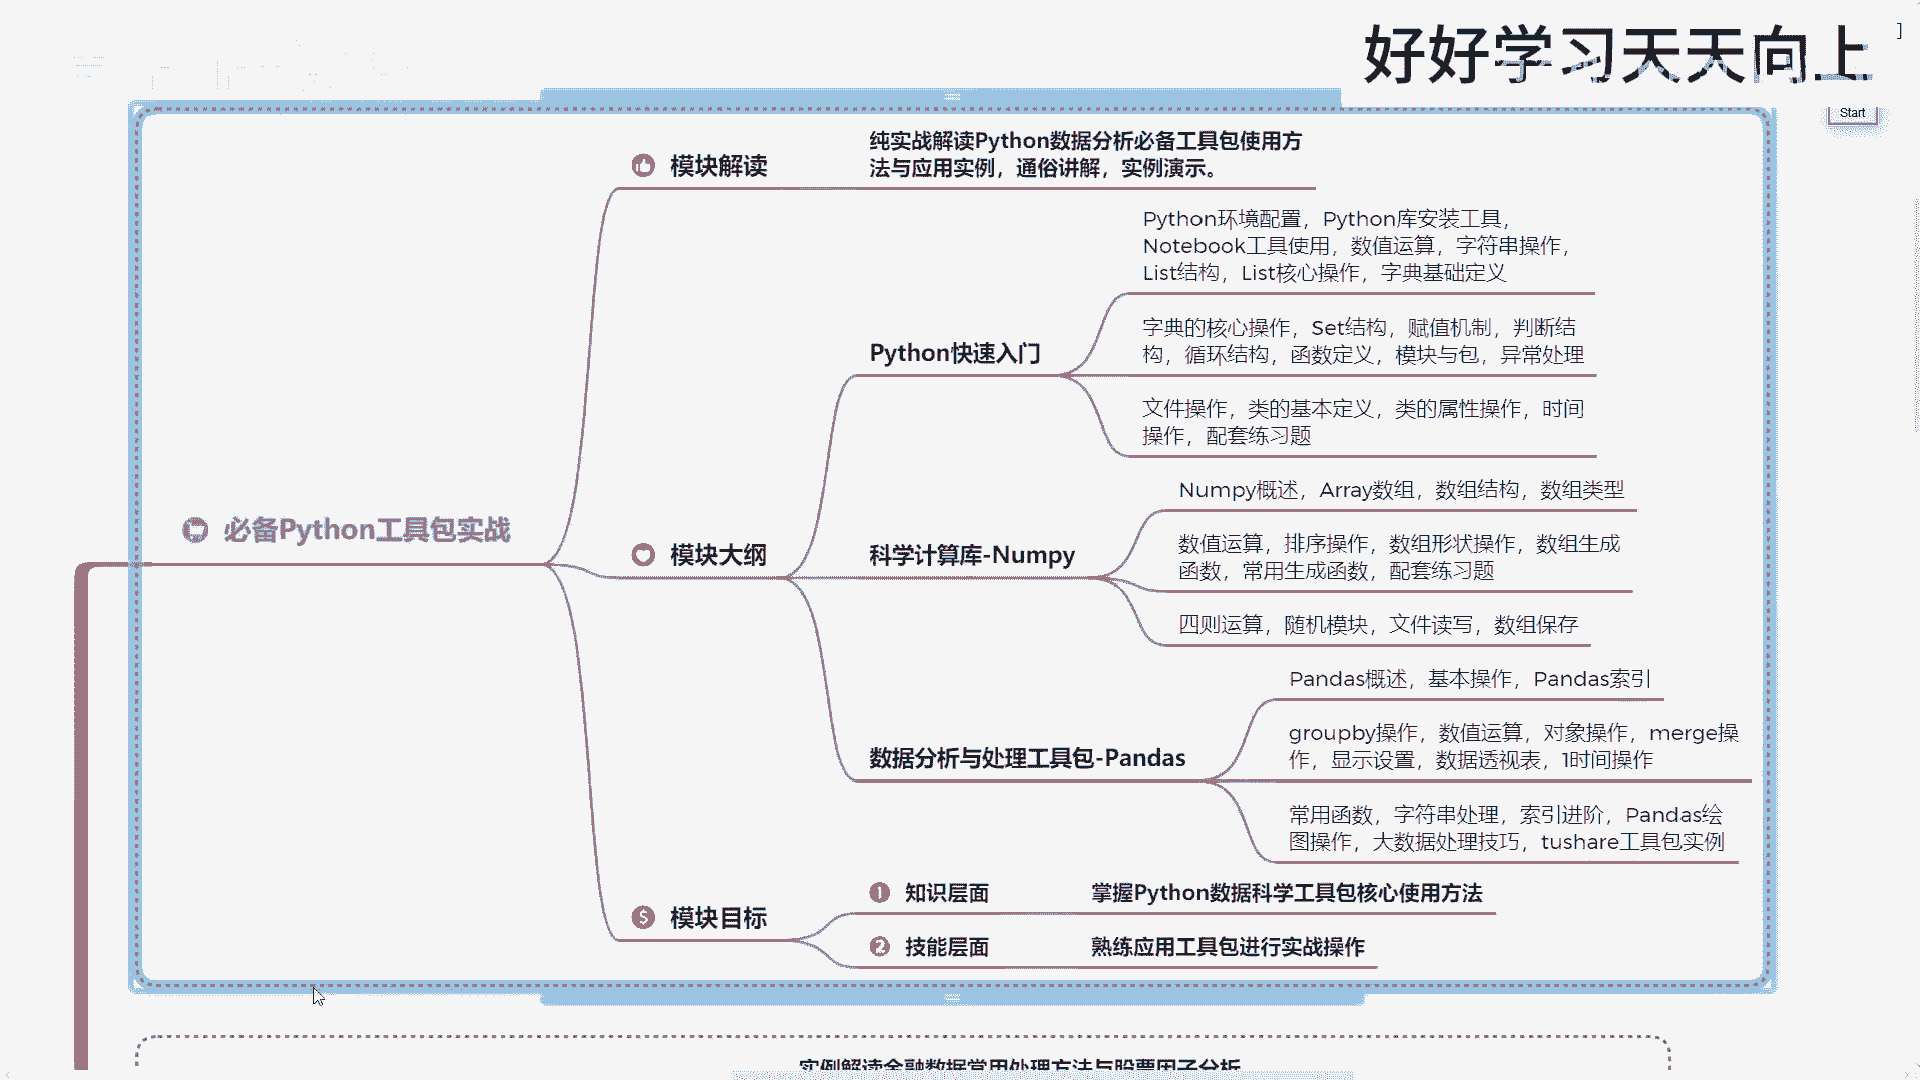 好好学习天天向上
]
Start
模块解读
纯实战解读Python数据分析必备工具包使用方
法与应用实例，通俗讲解，实例演示。
Python环境配置，Python库安装工具，
Notebook工具使用，数值运算，字符串操作，
List结构，List核心操作，字典基础定义
Python快速入门
字典的核心操作，Set结构，赋值机制，判断结
构，循环结构，函数定义，模块与包，异常处理
文件操作，类的基本定义，类的属性操作，时间
操作，配套练习题
必备Python工具包实战
模块大纲
科学计算库-Numpy
Numpy概述，Array数组，数组结构，数组类型
数值运算，排序操作，数组形状操作，数组生成
函数，常用生成函数，配套练习题
四则运算，随机模块，文件读写，数组保存
数据分析与处理工具包-Pandas
Pandas概述，基本操作，Pandas索引
groupby操作，数值运算，对象操作，merge操
作，显示设置，数据透视表，1时间操作
常用函数，字符串处理，索引进阶，Pandas绘
图操作，大数据处理技巧，tushare工具包实例
模块目标
1 知识层面
掌握Python数据科学工具包核心使用方法
2 技能层面
熟练应用工具包进行实战操作
实例解读金融数据常用处理方法与股票因子分析